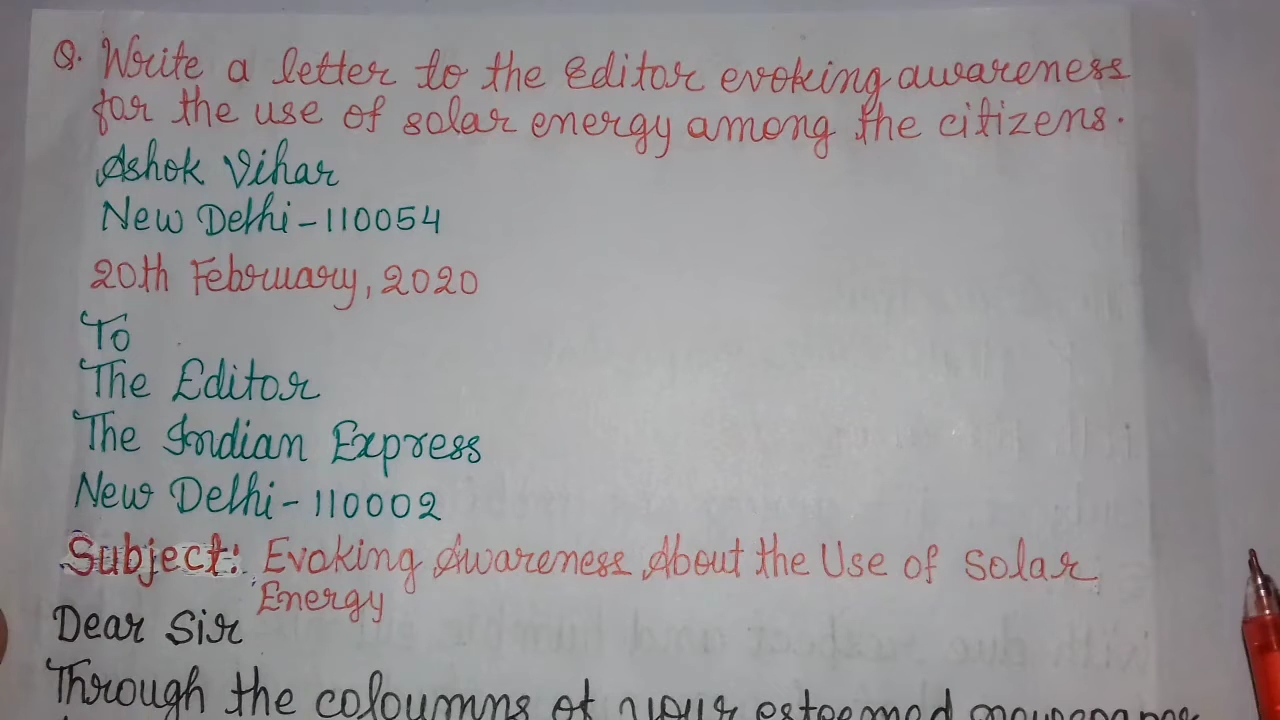 Q. Write a letter to the Editor evoking awareness
for the use of solar energy among the citizens.
Ashok Vihar
New Delhi-110054
20th February, 2020
To
The Editor
The Indian Express
New Delhi-110002
Subject: Evoking Awareness About the Use of Solar
Energy
Dear Sir
Through the coloumns of your esteemed